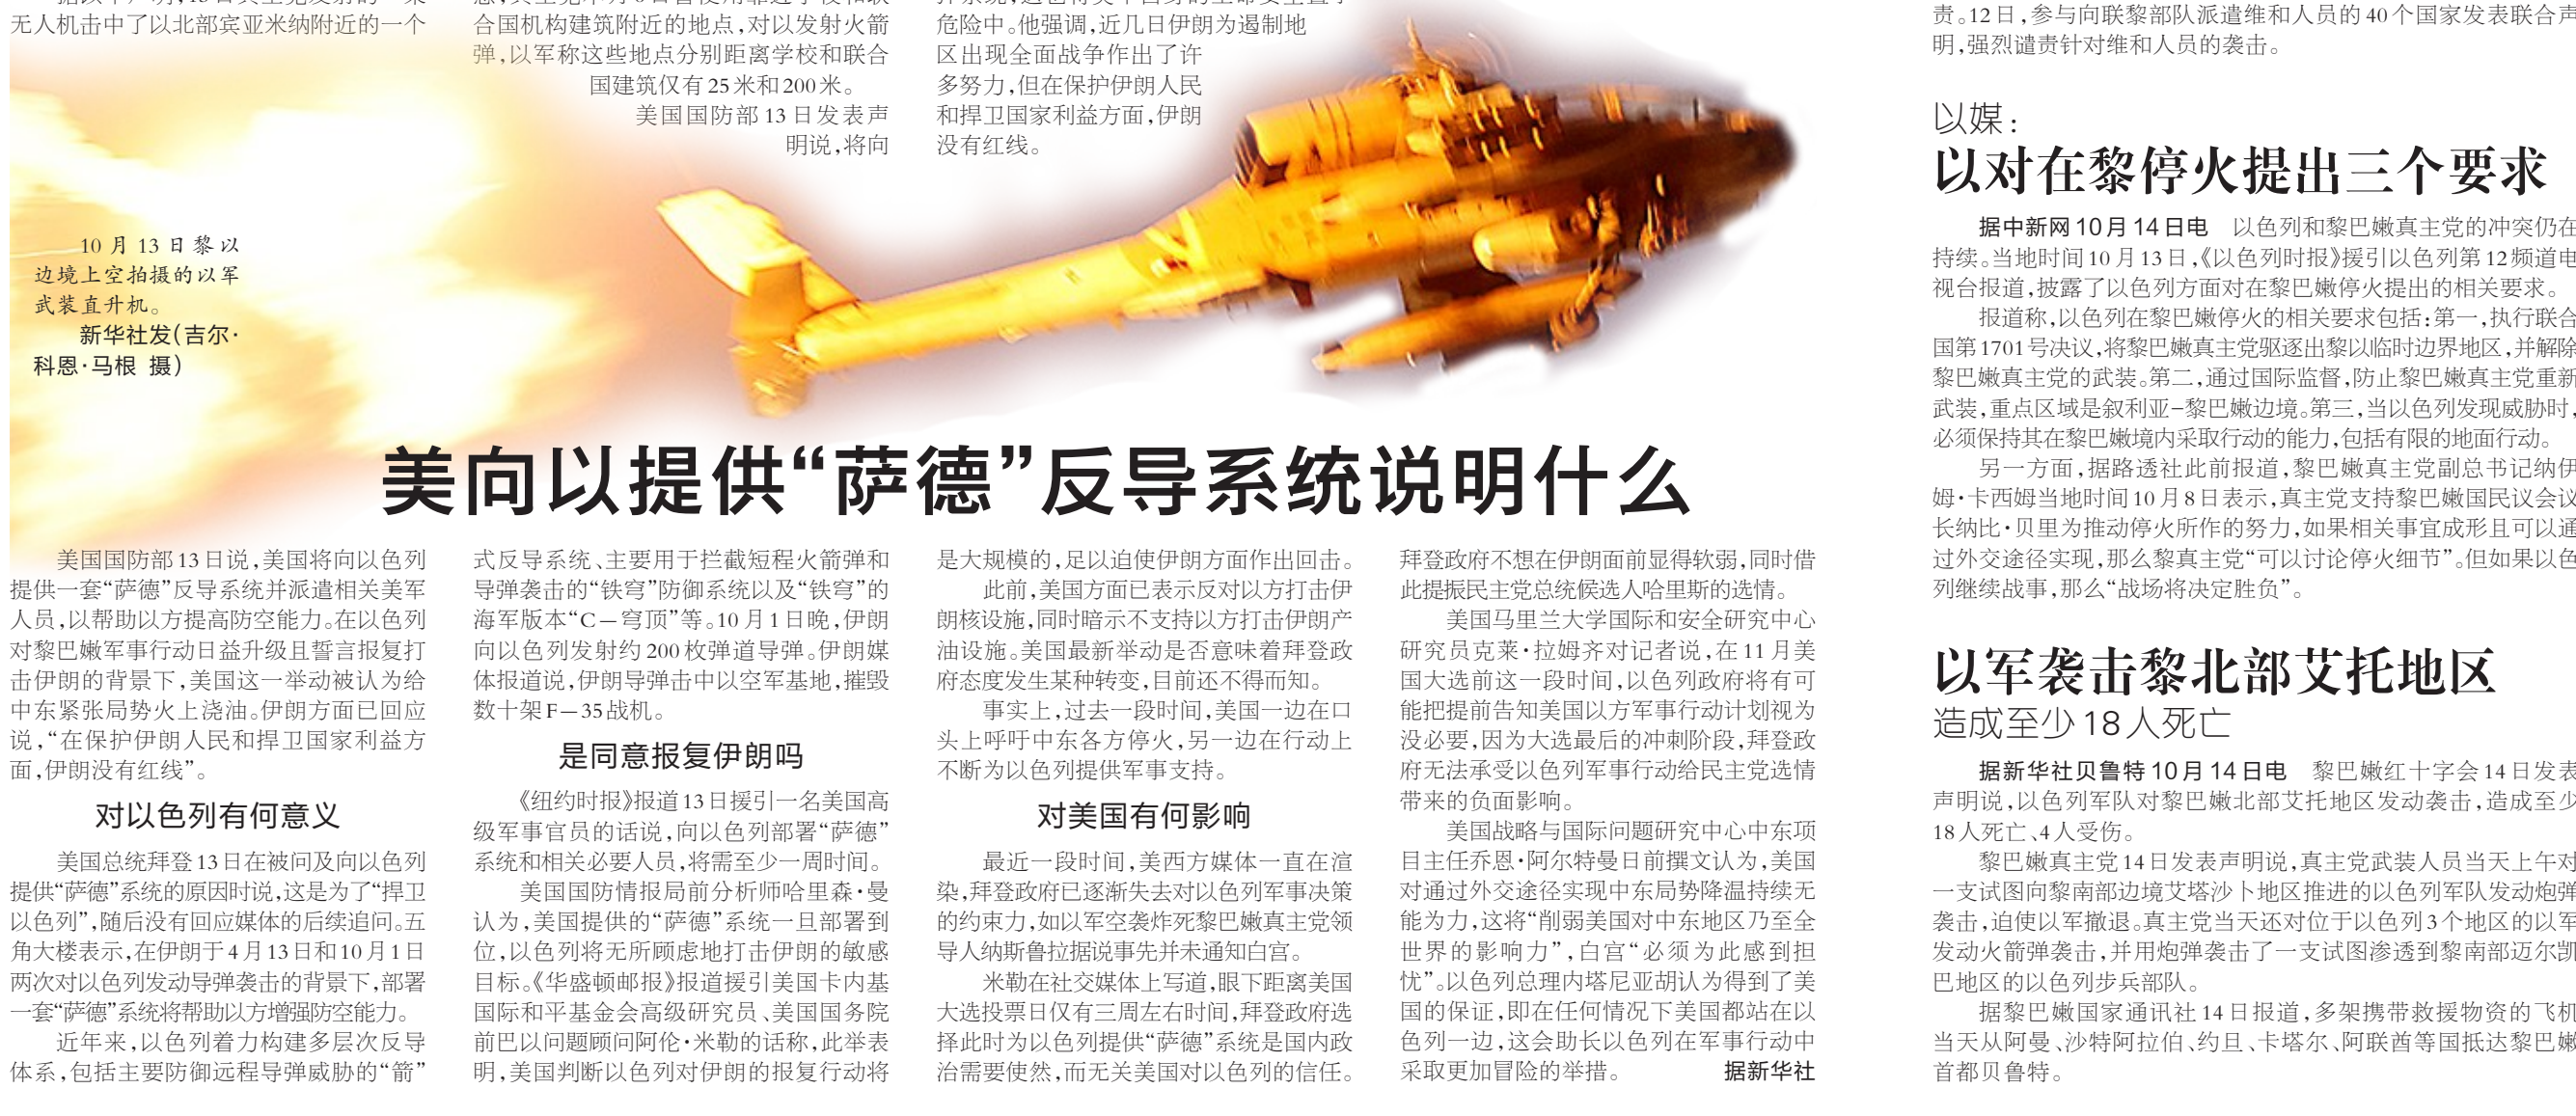 无人机击中了以北部宾亚米纳附近的一个
合国机构建筑附近的地点,对以发射火箭
弹,以军称这些地点分别距离学校和联合
国建筑仅有25米和200米。
美国国防部13日发表声
明说,将向
危险中。他强调,近几日伊朗为遏制地
区出现全面战争作出了许
多努力,但在保护伊朗人民
和捍卫国家利益方面,伊朗
没有红线。
10月13日黎以
边境上空拍摄的以军
武装直升机。
新华社发(吉尔·
科恩·马根 摄)
美向以提供“萨德”反导系统说明什么
美国国防部13日说,美国将向以色列
提供一套“萨德”反导系统并派遣相关美军
人员,以帮助以方提高防空能力。在以色列
对黎巴嫩军事行动日益升级且誓言报复打
击伊朗的背景下,美国这一举动被认为给
中东紧张局势火上浇油。伊朗方面已回应
说,“在保护伊朗人民和捍卫国家利益方
面,伊朗没有红线”。
对以色列有何意义
美国总统拜登13日在被问及向以色列
提供“萨德”系统的原因时说,这是为了“捍卫
以色列”,随后没有回应媒体的后续追问。五
角大楼表示,在伊朗于4月13日和10月1日
两次对以色列发动导弹袭击的背景下,部署
一套“萨德”系统将帮助以方增强防空能力。
近年来,以色列着力构建多层次反导
体系,包括主要防御远程导弹威胁的“箭”
式反导系统、主要用于拦截短程火箭弹和
导弹袭击的“铁穹”防御系统以及“铁穹”的
海军版本“C—穹顶”等。10月1日晚,伊朗
向以色列发射约200枚弹道导弹。伊朗媒
体报道说,伊朗导弹击中以空军基地,摧毁
数十架F—35战机。
是同意报复伊朗吗
《纽约时报》报道13日援引一名美国高
级军事官员的话说,向以色列部署“萨德”
系统和相关必要人员,将需至少一周时间。
美国国防情报局前分析师哈里森·曼
认为,美国提供的“萨德”系统一旦部署到
位,以色列将无所顾虑地打击伊朗的敏感
目标。《华盛顿邮报》报道援引美国卡内基
国际和平基金会高级研究员、美国国务院
前巴以问题顾问阿伦·米勒的话称,此举表
明,美国判断以色列对伊朗的报复行动将
是大规模的,足以迫使伊朗方面作出回击。
此前,美国方面已表示反对以方打击伊
朗核设施,同时暗示不支持以方打击伊朗产
油设施。美国最新举动是否意味着拜登政
府态度发生某种转变,目前还不得而知。
事实上,过去一段时间,美国一边在口
头上呼吁中东各方停火,另一边在行动上
不断为以色列提供军事支持。
对美国有何影响
最近一段时间,美西方媒体一直在渲
染,拜登政府已逐渐失去对以色列军事决策
的约束力,如以军空袭炸死黎巴嫩真主党领
导人纳斯鲁拉据说事先并未通知白宫。
米勒在社交媒体上写道,眼下距离美国
大选投票日仅有三周左右时间,拜登政府选
择此时为以色列提供“萨德”系统是国内政
治需要使然,而无关美国对以色列的信任。
拜登政府不想在伊朗面前显得软弱,同时借
此提振民主党总统候选人哈里斯的选情。
美国马里兰大学国际和安全研究中心
研究员克莱·拉姆齐对记者说,在11月美
国大选前这一段时间,以色列政府将有可
能把提前告知美国以方军事行动计划视为
没必要,因为大选最后的冲刺阶段,拜登政
府无法承受以色列军事行动给民主党选情
带来的负面影响。
美国战略与国际问题研究中心中东项
目主任乔恩·阿尔特曼日前撰文认为,美国
对通过外交途径实现中东局势降温持续无
能为力,这将“削弱美国对中东地区乃至全
世界的影响力”,白宫“必须为此感到担
忧”。以色列总理内塔尼亚胡认为得到了美
国的保证,即在任何情况下美国都站在以
色列一边,这会助长以色列在军事行动中
采取更加冒险的举措。 据新华社
责。12日,参与向联黎部队派遣维和人员的40个国家发表联合声
明,强烈谴责针对维和人员的袭击。
以媒:
以对在黎停火提出三个要求
据中新网10月14日电 以色列和黎巴嫩真主党的冲突仍在
持续。当地时间10月13日,《以色列时报》援引以色列第12频道电
视台报道,披露了以色列方面对在黎巴嫩停火提出的相关要求。
报道称,以色列在黎巴嫩停火的相关要求包括:第一,执行联合
国第1701号决议,将黎巴嫩真主党驱逐出黎以临时边界地区,并解除
黎巴嫩真主党的武装。第二,通过国际监督,防止黎巴嫩真主党重新
武装,重点区域是叙利亚-黎巴嫩边境。第三,当以色列发现威胁时,
必须保持其在黎巴嫩境内采取行动的能力,包括有限的地面行动。
另一方面,据路透社此前报道,黎巴嫩真主党副总书记纳伊
姆·卡西姆当地时间10月8日表示,真主党支持黎巴嫩国民议会议
长纳比·贝里为推动停火所作的努力,如果相关事宜成形且可以通
过外交途径实现,那么黎真主党“可以讨论停火细节”。但如果以色
列继续战事,那么“战场将决定胜负”。
以军袭击黎北部艾托地区
造成至少18人死亡
据新华社贝鲁特10月14日电 黎巴嫩红十字会14日发表
声明说,以色列军队对黎巴嫩北部艾托地区发动袭击,造成至少
18人死亡、4人受伤。
黎巴嫩真主党14日发表声明说,真主党武装人员当天上午对
一支试图向黎南部边境艾塔沙卜地区推进的以色列军队发动炮弹
袭击,迫使以军撤退。真主党当天还对位于以色列3个地区的以军
发动火箭弹袭击,并用炮弹袭击了一支试图渗透到黎南部迈尔凯
巴地区的以色列步兵部队。
据黎巴嫩国家通讯社14日报道,多架携带救援物资的飞机
当天从阿曼、沙特阿拉伯、约旦、卡塔尔、阿联酋等国抵达黎巴嫩
首都贝鲁特。